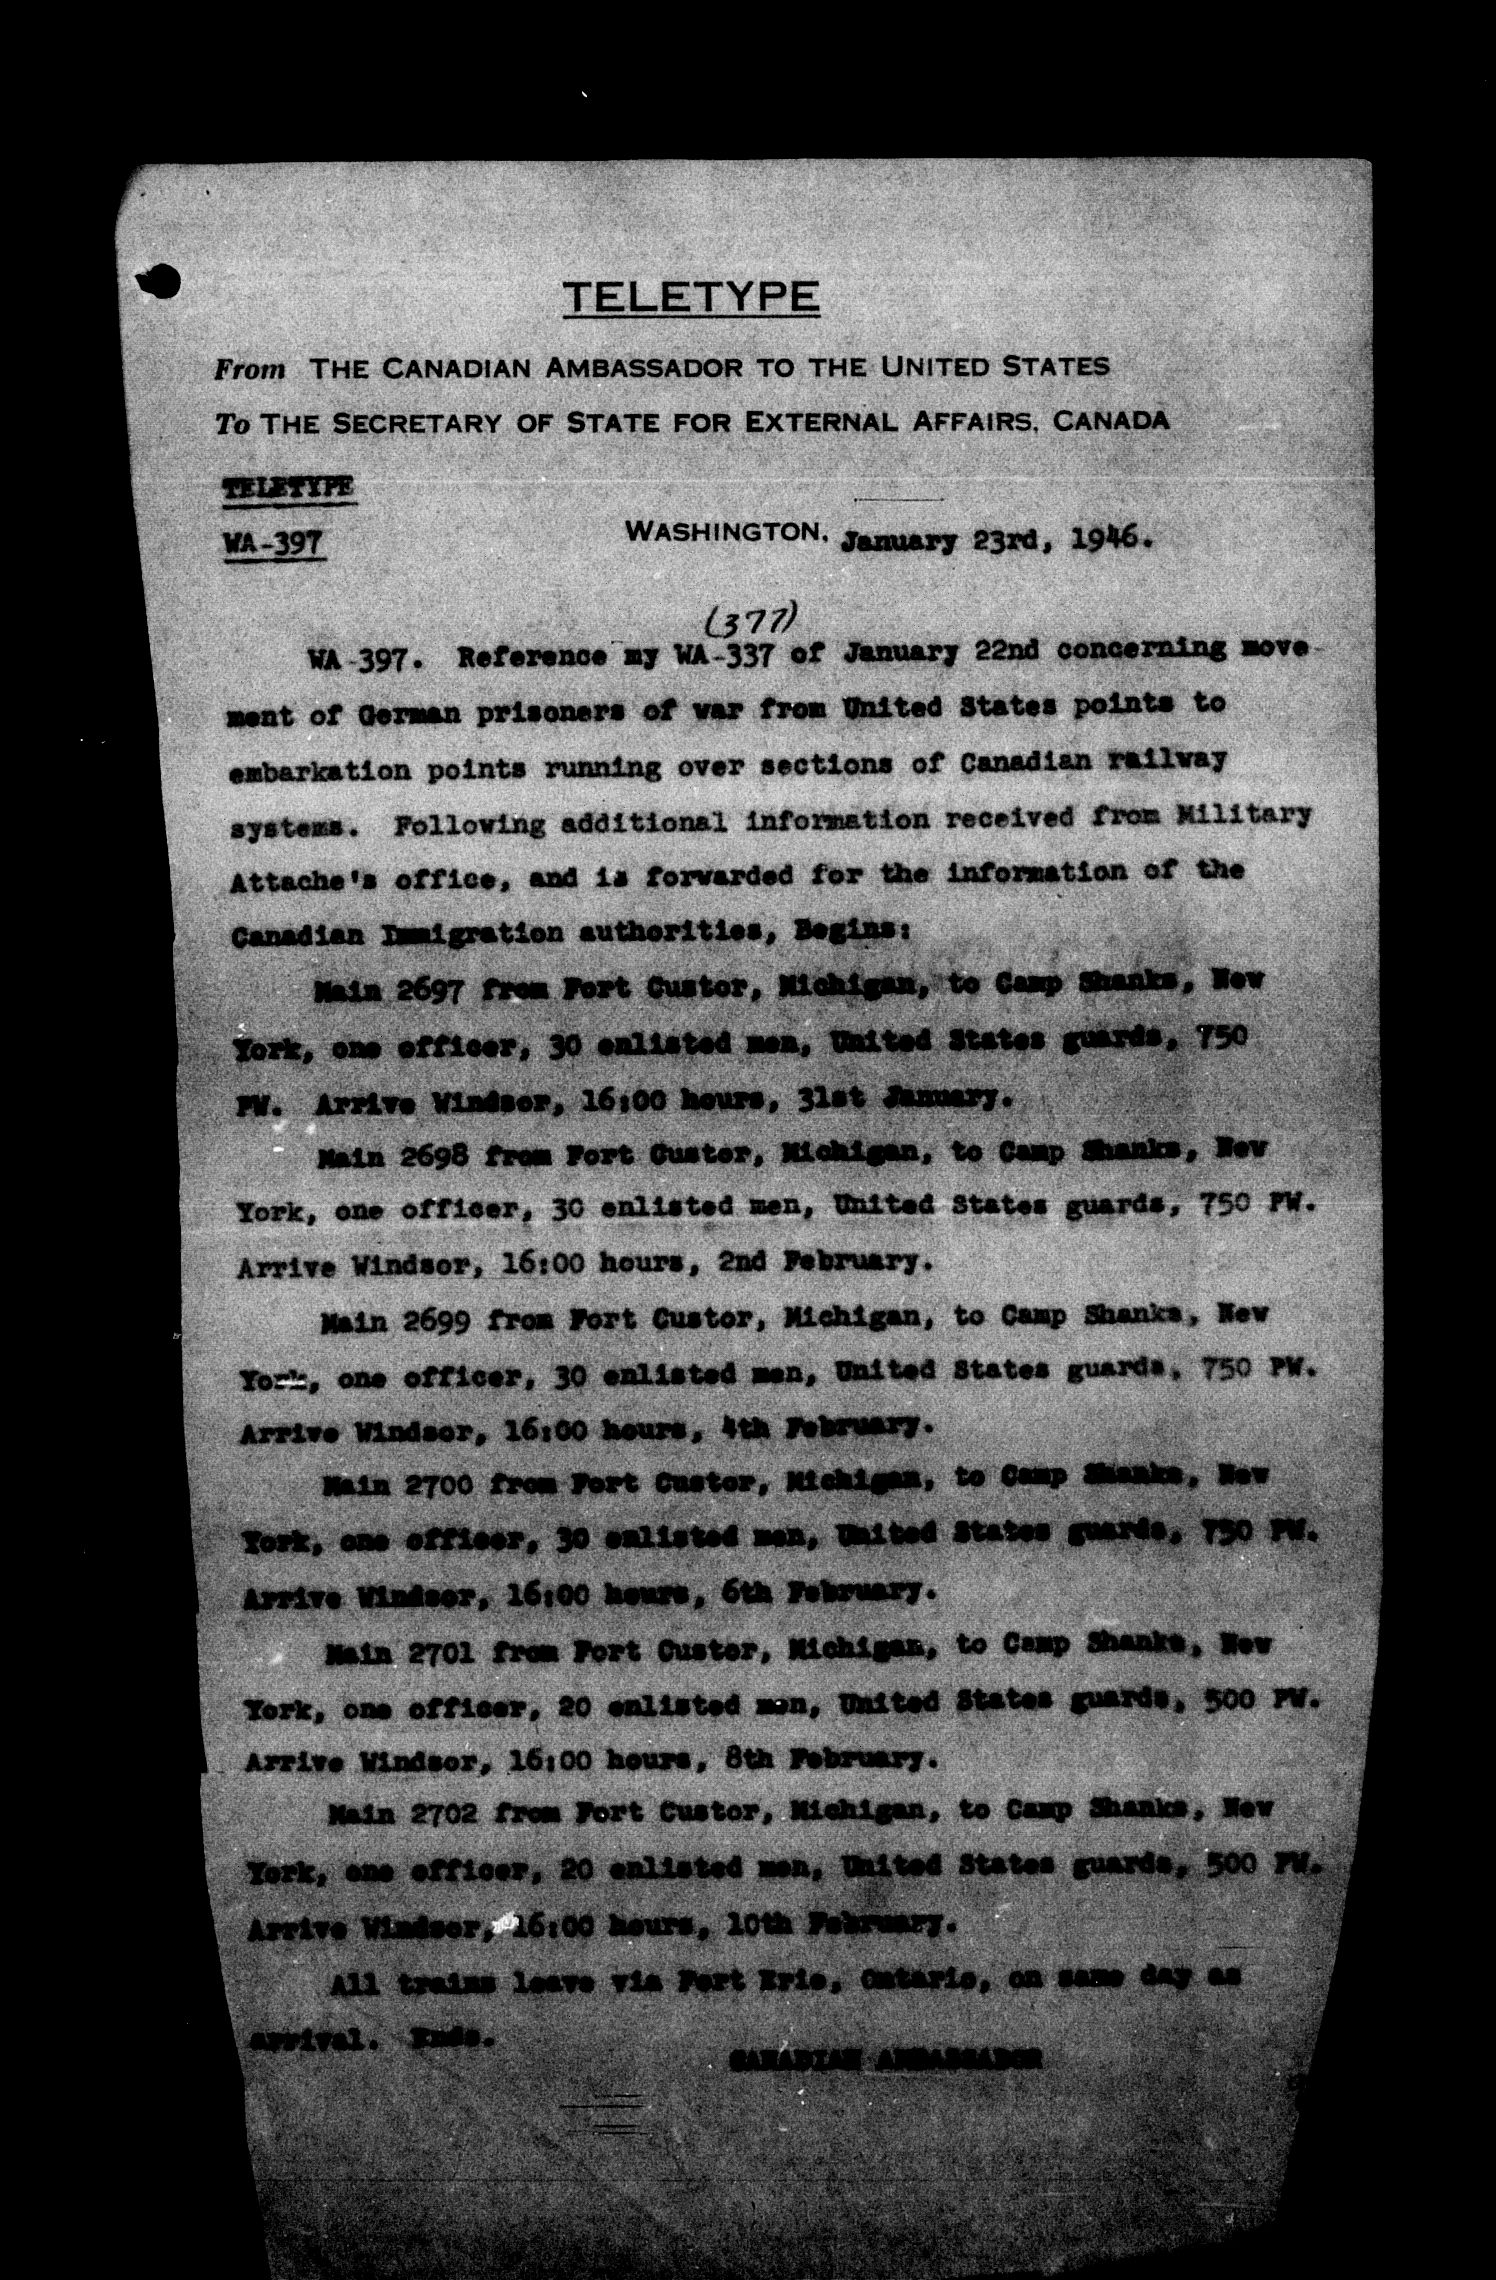 TELETYPE
From THE CANADIAN AMBASSADOR TO THE UNITED STATES
To THE SECRETARY OF STATE FOR EXTERNAL AFFAIRS, CANADA
TELETYPE
WA-397
WASHINGTON, January 23rd, 1946.
(377)
WA-397. Reference my WA-337 of January 22nd concerning move-
ment of German prisoners of war from United States points to
embarkation points running over sections of Canadian railway
systems. Following additional information received from Military
Attache's office, and is forwarded for the information of the
Canadian Immigration authorities, Begins:
Main 2697 from Fort Custer, Michigan, to Camp Shanks, New
York, one officer, 30 enlisted men, United States guards, 750
PW. Arrive Windsor, 16:00 hours, 31st January.
Main 2698 from Fort Custer, Michigan, to Camp Shanks, New
York, one officer, 30 enlisted men, United States guards, 750 PW.
Arrive Windsor, 16:00 hours, 2nd February.
Main 2699 from Fort Custer, Michigan, to Camp Shanks, New
York, one officer, 30 enlisted men, United States guards, 750 PW.
Arrive Windsor, 16:00 hours, 4th February.
Main 2700 from Fort Custer, Michigan, to Camp Shanks, New
York, one officer, 30 enlisted men, United States guards, 750 PW.
Arrive Windsor, 16:00 hours, 6th February.
Main 2701 from Fort Custer, Michigan, to Camp Shanks, New
York, one officer, 20 enlisted men, United States guards, 500 PW.
Arrive Windsor, 16:00 hours, 8th February.
Main 2702 from Fort Custer, Michigan, to Camp Shanks, New
York, one officer, 20 enlisted men, United States guards, 500 PW.
Arrive Windsor, 16:00 hours, 10th February.
All trains leave via Fort Erie, Ontario, on same day as
arrival. Ends.
CANADIAN AMBASSADOR